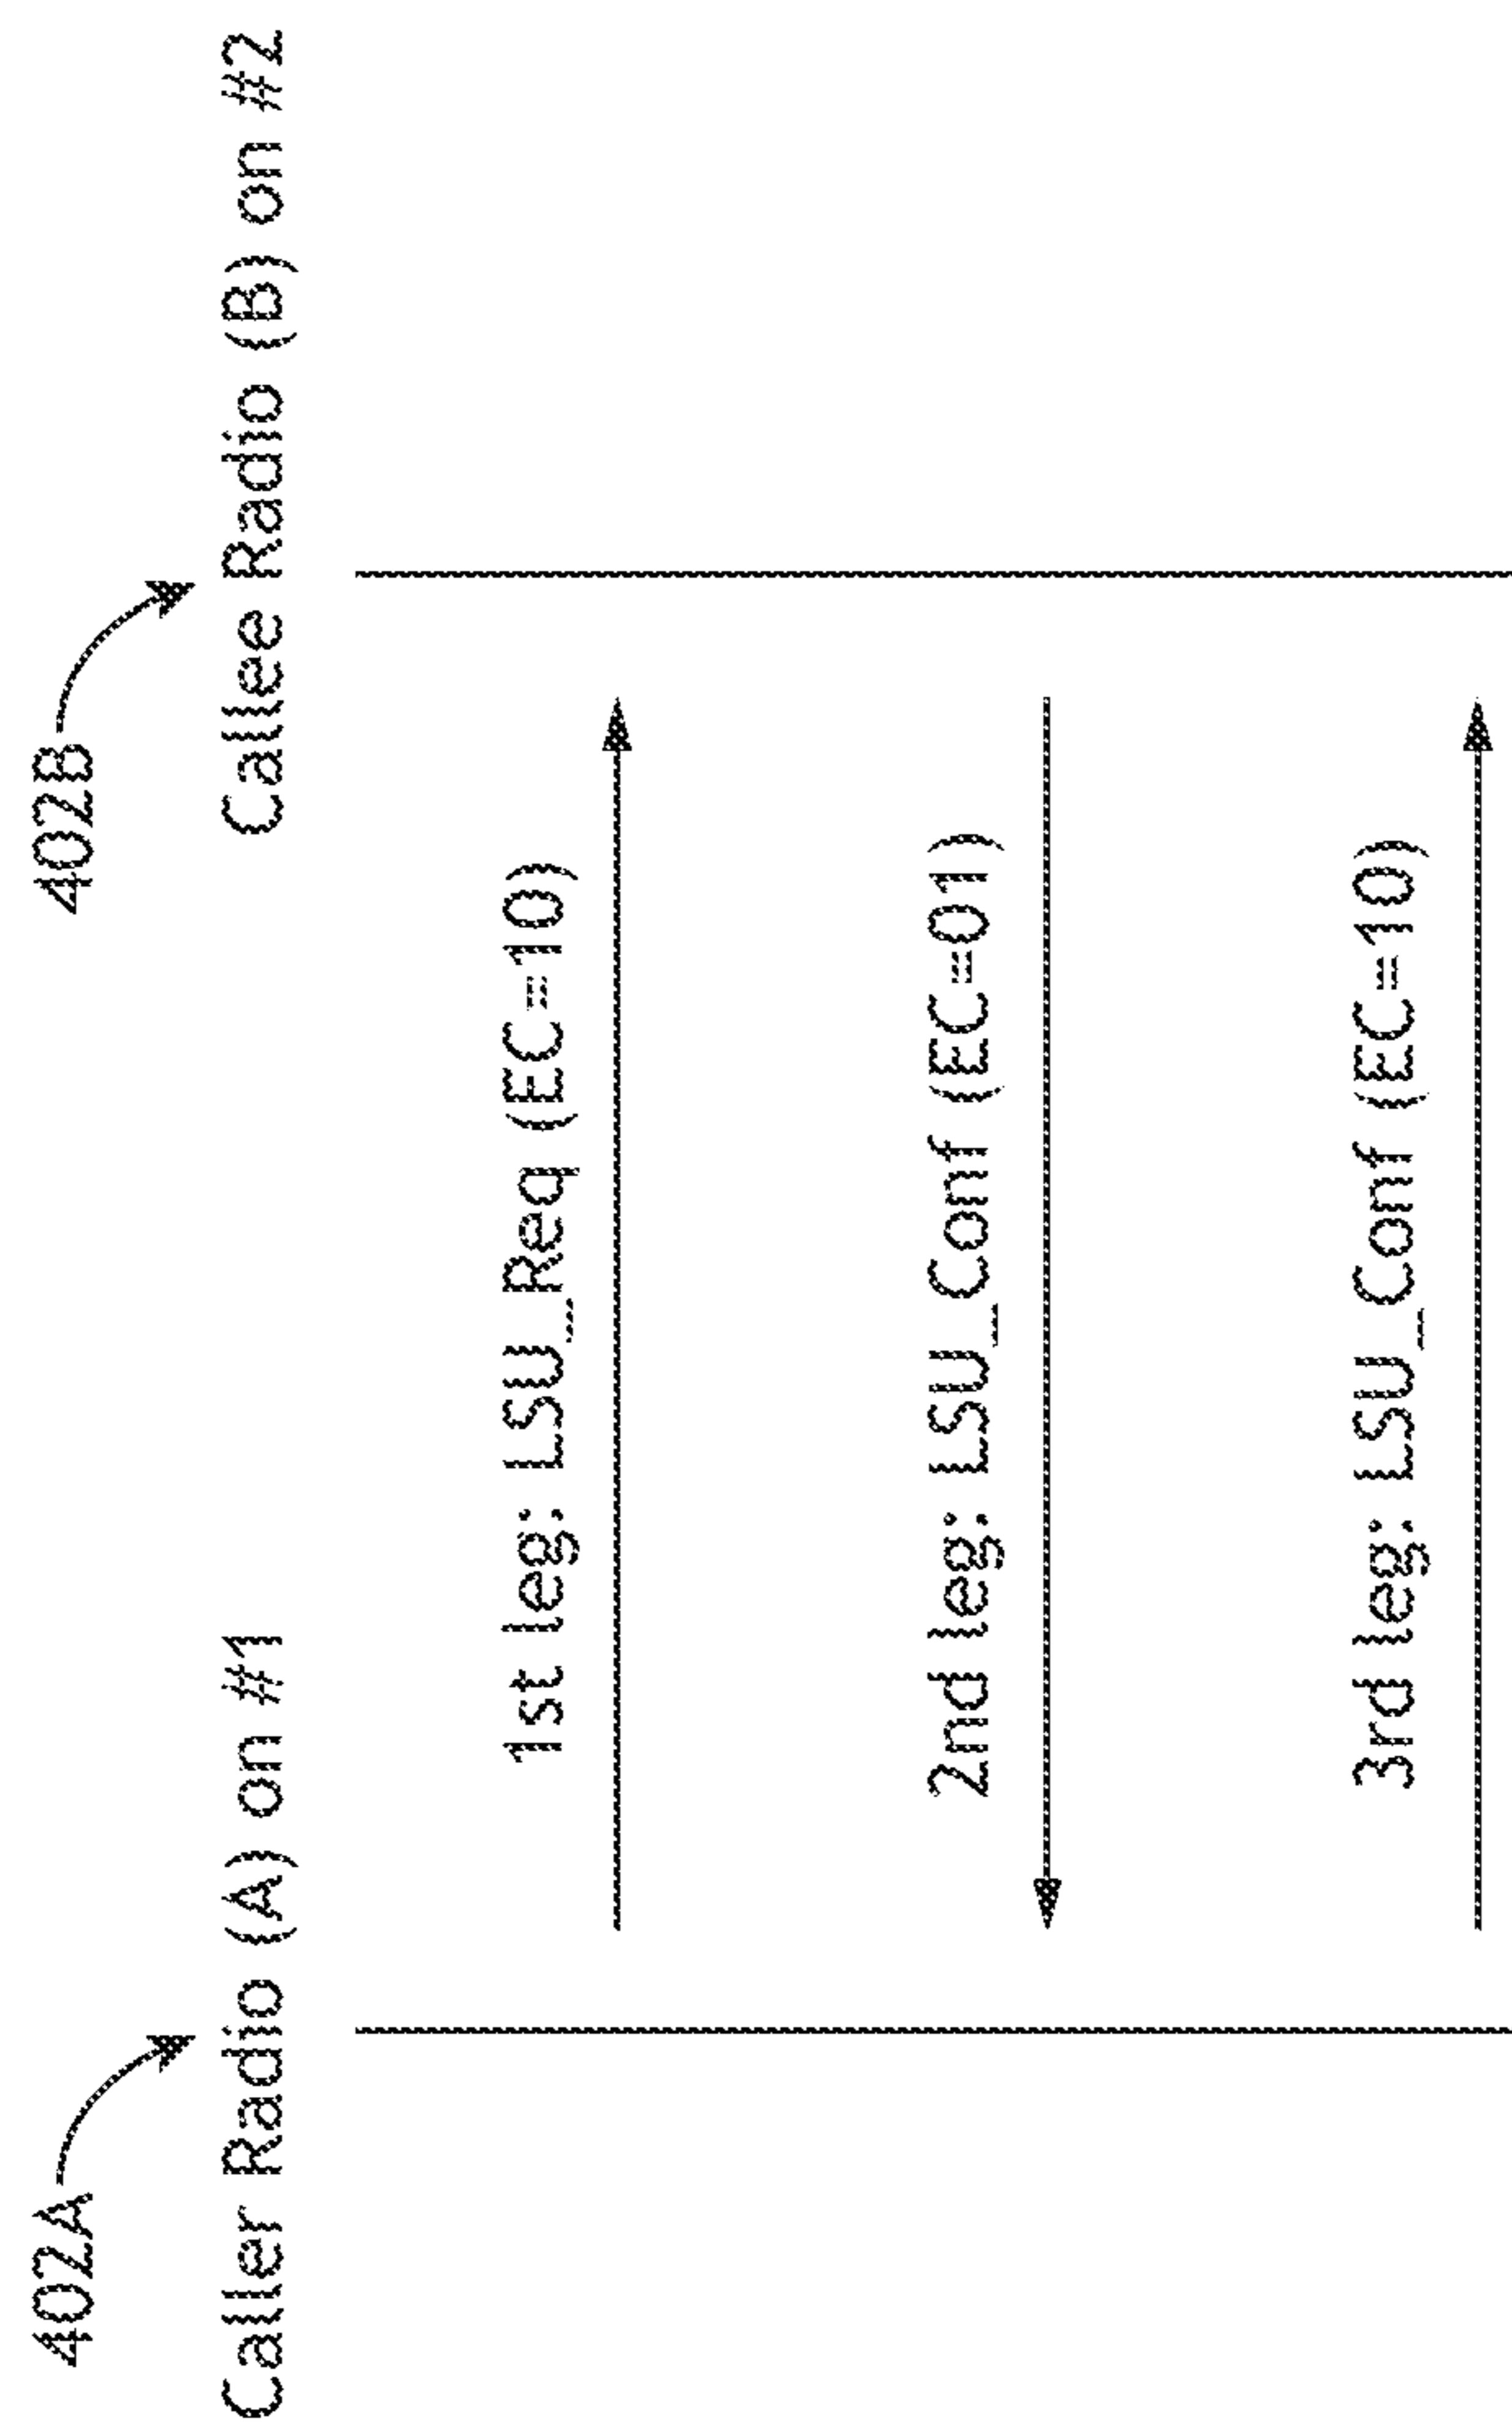 402A
402B
Caller Radio (A) on #1
Callee Radio (B) on #2
1st leg: LSU_Req (EC=10)
2nd leg: LSU_Conf (EC=01)
3rd leg: LSU_Conf (EC=10)